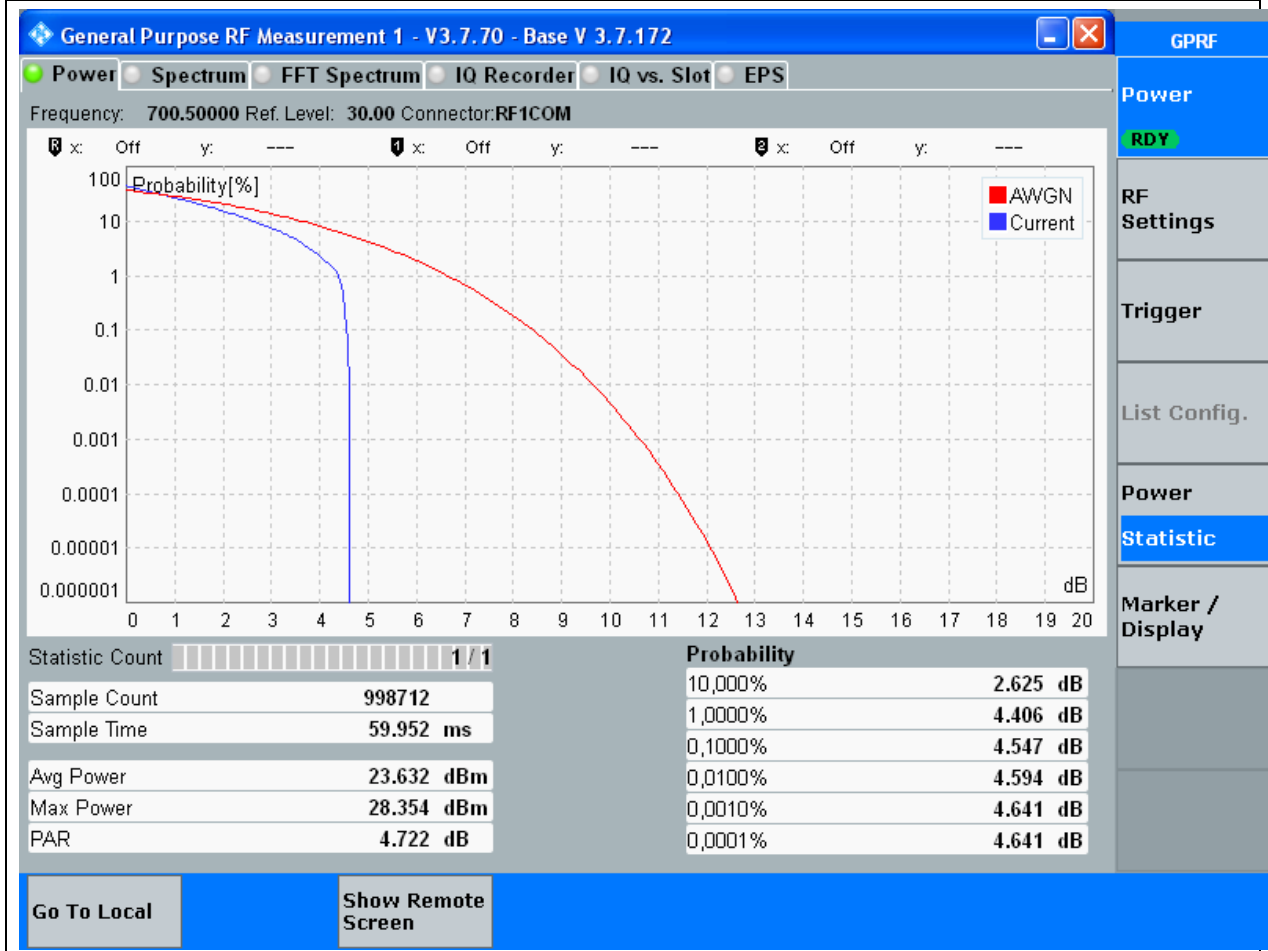 General Purpose RF Measurement 1 - V3.7.70 - Base V 3.7.172
GPRF
Power Spectrum FFT Spectrum IQ Recorder IQ vs. Slot EPS
Frequency: 700.50000 Ref. Level: 30.00 Connector:RF1COM
R x: Off y: --- 1 x: Off y: --- 2 x: Off y: ---
Probability[%]
AWGN
Current
100
10
1
0.1
0.01
0.001
0.0001
0.00001
0.000001
dB
0 1 2 3 4 5 6 7 8 9 10 11 12 13 14 15 16 17 18 19 20
Statistic Count 1 / 1
Sample Count 998712
Sample Time 59.952 ms
Avg Power 23.632 dBm
Max Power 28.354 dBm
PAR 4.722 dB
Probability
10,000% 2.625 dB
1,0000% 4.406 dB
0,1000% 4.547 dB
0,0100% 4.594 dB
0,0010% 4.641 dB
0,0001% 4.641 dB
Power
RDY
RF
Settings
Trigger
List Config.
Power
Statistic
Marker /
Display
Go To Local
Show Remote
Screen